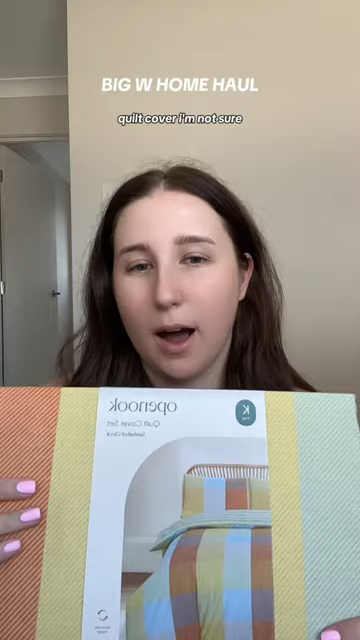 BIG W HOME HAUL
quilt cover i'm not sure
K
openook
Quilt Cover Set